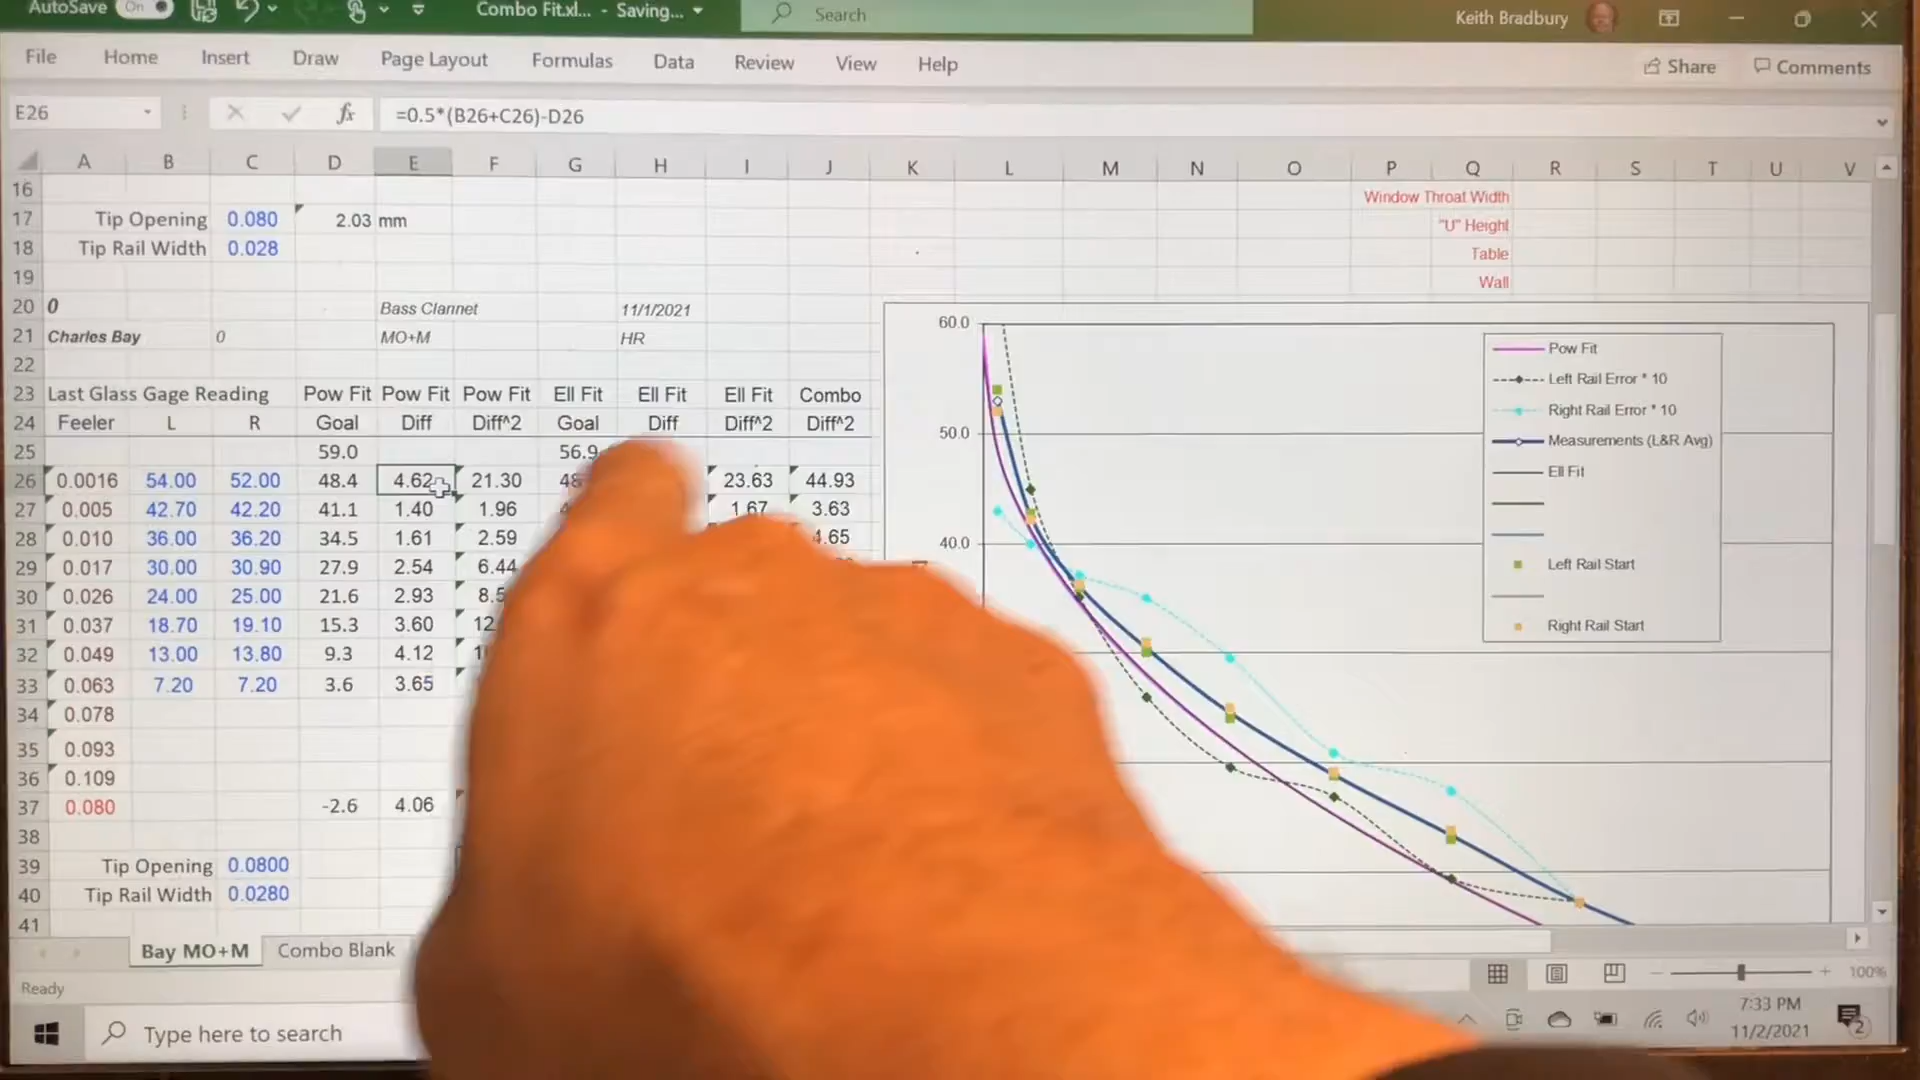 AutoSave On Combo Fit.xl... - Saving... Search Keith Bradbury
File Home Insert Draw Page Layout Formulas Data Review View Help Share Comments
E26 fx =0.5*(B26+C26)-D26
A B C D E F G H I J K L M N O P Q R S T U V
16 Window Throat Width
17 Tip Opening 0.080 2.03 mm "U" Height
18 Tip Rail Width 0.028 Table
19 Wall
20 0 Bass Clarinet 11/1/2021
21 Charles Bay 0 MO+M HR
22
23 Last Glass Gage Reading Pow Fit Pow Fit Pow Fit Ell Fit Ell Fit Ell Fit Combo
24 Feeler L R Goal Diff Diff^2 Goal Diff Diff^2 Diff^2
25 59.0 56.9
26 0.0016 54.00 52.00 48.4 4.62 21.30 23.63 44.93
27 0.005 42.70 42.20 41.1 1.40 1.96 1.67 3.63
28 0.010 36.00 36.20 34.5 1.61 2.59
29 0.017 30.00 30.90 27.9 2.54 6.44
30 0.026 24.00 25.00 21.6 2.93
31 0.037 18.70 19.10 15.3 3.60
32 0.049 13.00 13.80 9.3 4.12
33 0.063 7.20 7.20 3.6 3.65
34 0.078
35 0.093
36 0.109
37 0.080 -2.6 4.06
38
39 Tip Opening 0.0800
40 Tip Rail Width 0.0280
41
60.0
50.0
40.0
Pow Fit
Left Rail Error * 10
Right Rail Error * 10
Measurements (L&R Avg)
Ell Fit
Left Rail Start
Right Rail Start
Bay MO+M Combo Blank
Ready 100%
Type here to search 7:33 PM
11/2/2021 2